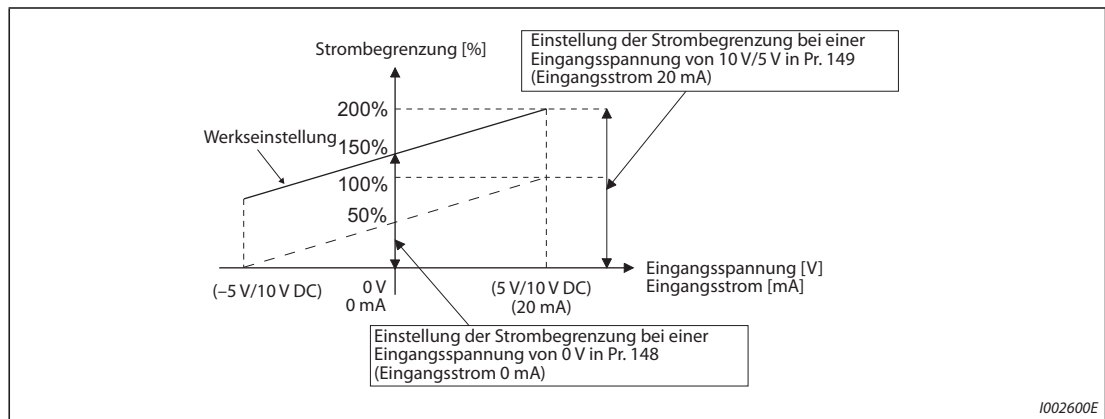 Strombegrenzung [%]
Einstellung der Strombegrenzung bei einer
Eingangsspannung von 10 V/5 V in Pr. 149
(Eingangsstrom 20 mA)
200%
Werkseinstellung
150%
100%
50%
Eingangsspannung [V]
Eingangsstrom [mA]
(–5 V/10 V DC)
0 V
0 mA
(5 V/10 V DC)
(20 mA)
Einstellung der Strombegrenzung bei einer
Eingangsspannung von 0 V in Pr. 148
(Eingangsstrom 0 mA)
I002600E